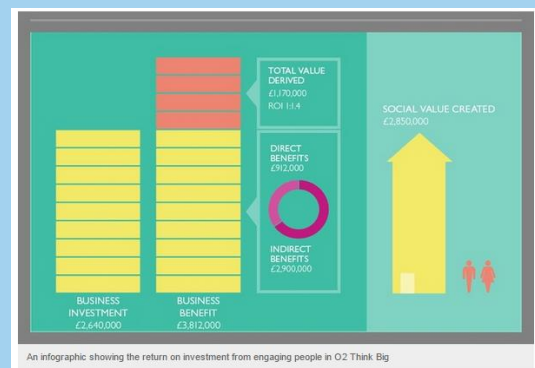 TOTAL VALUE
DERIVED
£1,170,000
ROI 1:1.4
DIRECT
BENEFITS
£912,000
INDIRECT
BENEFITS
£2,900,000
BUSINESS
INVESTMENT
£2,640,000
BUSINESS
BENEFIT
£3,812,000
SOCIAL VALUE CREATED
£2,850,000
An infographic showing the return on investment from engaging people in O2 Think Big